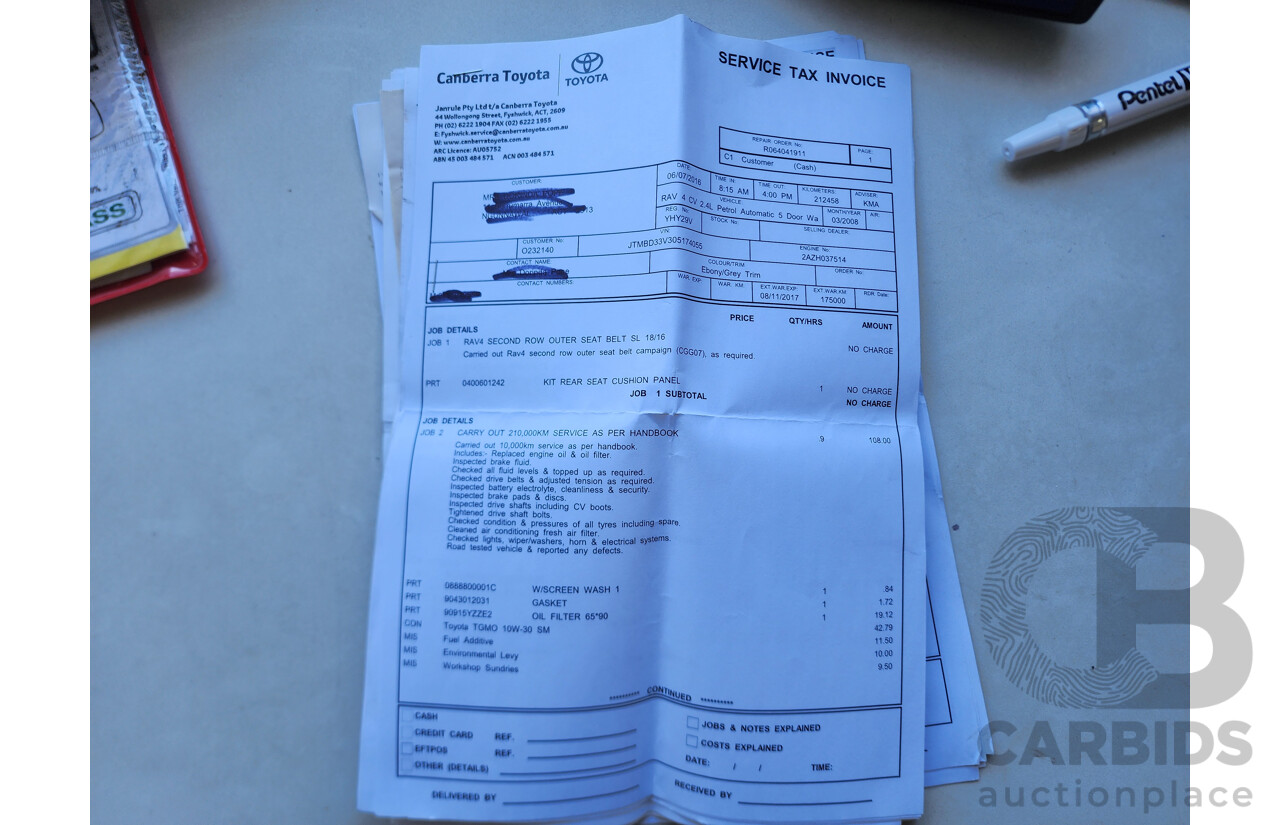 Canberra Toyota
TOYOTA
SERVICE TAX INVOICE
Janrule Pty Ltd t/a Canberra Toyota
44 Wollongong Street, Fyshwick, ACT, 2609
PH (02) 6222 1904 FAX (02) 6222 1955
E: Fyshwick.service@canberratoyota.com.au
W: www.canberratoyota.com.au
ARC Licence: AU05752
ABN 45 003 484 571 ACN 003 484 571
Pentel
REPAIR ORDER No: PAGE:
R064041911 1
C1 Customer (Cash)
CUSTOMER:
DATE: TIME IN: TIME OUT: KILOMETERS: ADVISER:
06/07/2018 8:15 AM 4:00 PM 212458 KMA
VEHICLE: MONTH/YEAR AIR:
RAV 4 CV 2.4L Petrol Automatic 5 Door Wa 03/2008
REG. No: STOCK. No: SELLING DEALER:
YHY29V
CUSTOMER No: VIN: ENGINE No:
O232140 JTMBD33V305174055 2AZH037514
CONTACT NAME: COLOUR/TRIM: ORDER No:
Ebony/Grey Trim
CONTACT NUMBERS: WAR. EXP: WAR. KM: EXT.WAR.EXP: EXT.WAR.KM: RDR. Date:
08/11/2017 175000
PRICE QTY/HRS AMOUNT
JOB DETAILS
JOB 1 RAV4 SECOND ROW OUTER SEAT BELT SL 18/16 NO CHARGE
Carried out Rav4 second row outer seat belt campaign (CGG07), as required.
PRT 0400601242 KIT REAR SEAT CUSHION PANEL 1 NO CHARGE
JOB 1 SUBTOTAL NO CHARGE
JOB DETAILS
JOB 2 CARRY OUT 210,000KM SERVICE AS PER HANDBOOK .9 108.00
Carried out 10,000km service as per handbook.
Includes:- Replaced engine oil & oil filter.
Inspected brake fluid.
Checked all fluid levels & topped up as required.
Checked drive belts & adjusted tension as required.
Inspected battery electrolyte, cleanliness & security.
Inspected brake pads & discs.
Inspected drive shafts including CV boots.
Tightened drive shaft bolts.
Checked condition & pressures of all tyres including spare.
Cleaned air conditioning fresh air filter.
Checked lights, wiper/washers, horn & electrical systems.
Road tested vehicle & reported any defects.
PRT 0888800001C W/SCREEN WASH 1 1 .84
PRT 9043012031 GASKET 1 1.72
PRT 90915YZZE2 OIL FILTER 65*90 1 19.12
CON Toyota TGMO 10W-30 SM 42.79
MIS Fuel Additive 11.50
MIS Environmental Levy 10.00
MIS Workshop Sundries 9.50
********* CONTINUED *********
CASH
CREDIT CARD REF.
EFTPOS REF.
OTHER (DETAILS)
JOBS & NOTES EXPLAINED
COSTS EXPLAINED
DATE: / / TIME:
DELIVERED BY
RECEIVED BY
CARBIDS
auctionplace